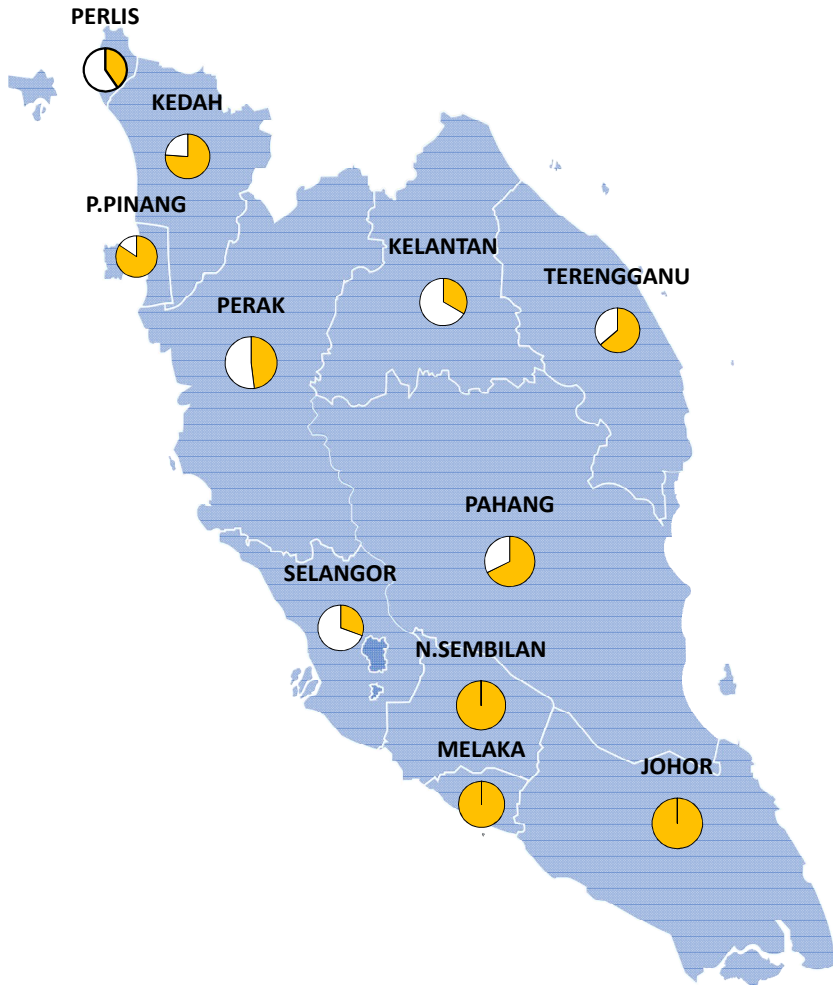 PERLIS
KEDAH
P.PINANG
KELANTAN
TERENGGANU
PERAK
PAHANG
SELANGOR
N.SEMBILAN
MELAKA
JOHOR